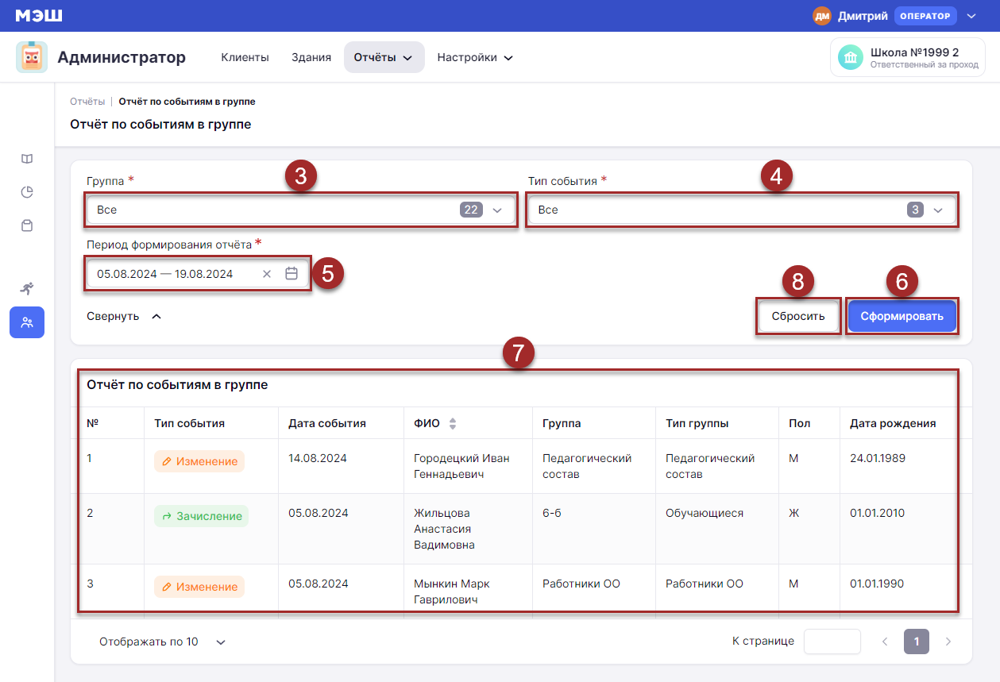 МЭШ
ДМ Дмитрий ОПЕРАТОР
Администратор Клиенты Здания Отчёты Настройки
Школа №1999 2
Ответственный за проход
Отчёты | Отчёт по событиям в группе
Отчёт по событиям в группе
Группа * 3 Тип события * 4
Все 22 Все 3
Период формирования отчёта *
05.08.2024 — 19.08.2024 5
8 6
Свернуть Сбросить Сформировать
7
Отчёт по событиям в группе
№ Тип события Дата события ФИО Группа Тип группы Пол Дата рождения
1 Изменение 14.08.2024 Городецкий Иван Педагогический Педагогический М 24.01.1989
Геннадьевич состав состав
2 Зачисление 05.08.2024 Жильцова 6-б Обучающиеся Ж 01.01.2010
Анастасия
Вадимовна
3 Изменение 05.08.2024 Мынкин Марк Работники ОО Работники ОО М 01.01.1990
Гаврилович
Отображать по 10 К странице 1